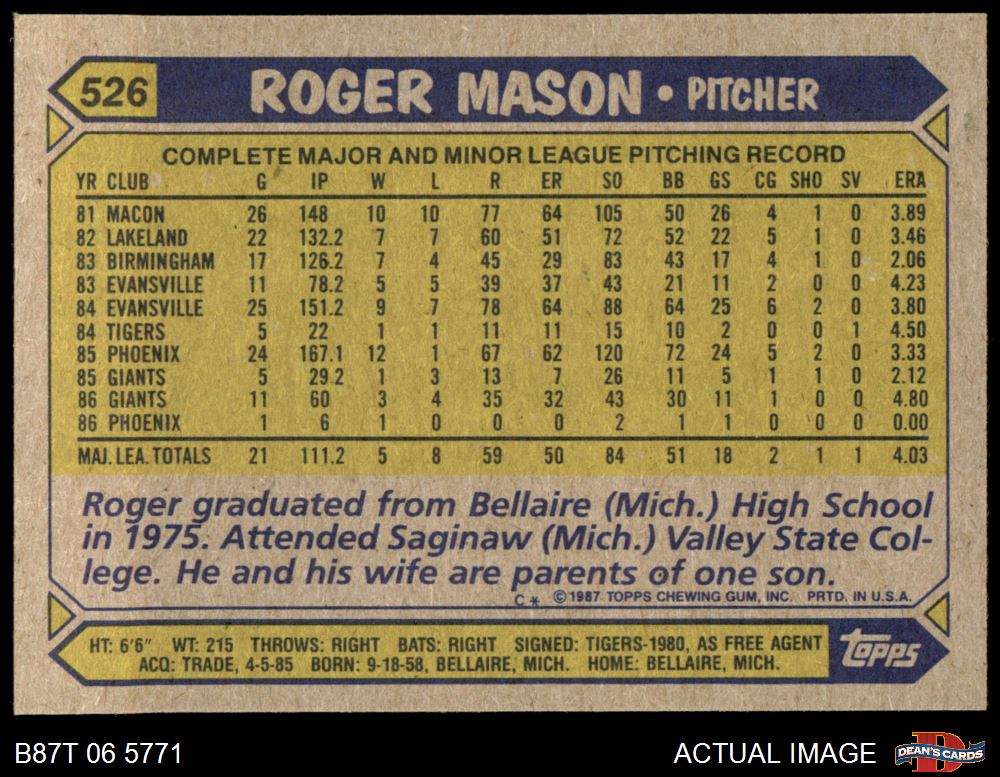 526 ROGER MASON • PITCHER
COMPLETE MAJOR AND MINOR LEAGUE PITCHING RECORD
YR CLUB G IP W L R ER SO BB GS CG SHO SV ERA
81 MACON 26 148 10 10 77 64 105 50 26 4 1 0 3.89
82 LAKELAND 22 132.2 7 7 60 51 72 52 22 5 1 0 3.46
83 BIRMINGHAM 17 126.2 7 4 45 29 83 43 17 4 1 0 2.06
83 EVANSVILLE 11 78.2 5 5 39 37 43 21 11 2 0 0 4.23
84 EVANSVILLE 25 151.2 9 7 78 64 88 64 25 6 2 0 3.80
84 TIGERS 5 22 1 1 11 11 15 10 2 0 0 1 4.50
85 PHOENIX 24 167.1 12 1 67 62 120 72 24 5 2 0 3.33
85 GIANTS 5 29.2 1 3 13 7 26 11 5 1 1 0 2.12
86 GIANTS 11 60 3 4 35 32 43 30 11 1 0 0 4.80
86 PHOENIX 1 6 1 0 0 0 2 1 1 0 0 0 0.00
MAJ. LEA. TOTALS 21 111.2 5 8 59 50 84 51 18 2 1 1 4.03
Roger graduated from Bellaire (Mich.) High School
in 1975. Attended Saginaw (Mich.) Valley State Col-
lege. He and his wife are parents of one son.
C * ©1987 TOPPS CHEWING GUM, INC. PRTD. IN U.S.A.
HT: 6'6" WT: 215 THROWS: RIGHT BATS: RIGHT SIGNED: TIGERS-1980, AS FREE AGENT
ACQ: TRADE, 4-5-85 BORN: 9-18-58, BELLAIRE, MICH. HOME: BELLAIRE, MICH.
topps
B87T 06 5771 ACTUAL IMAGE
D
DEAN'S CARDS